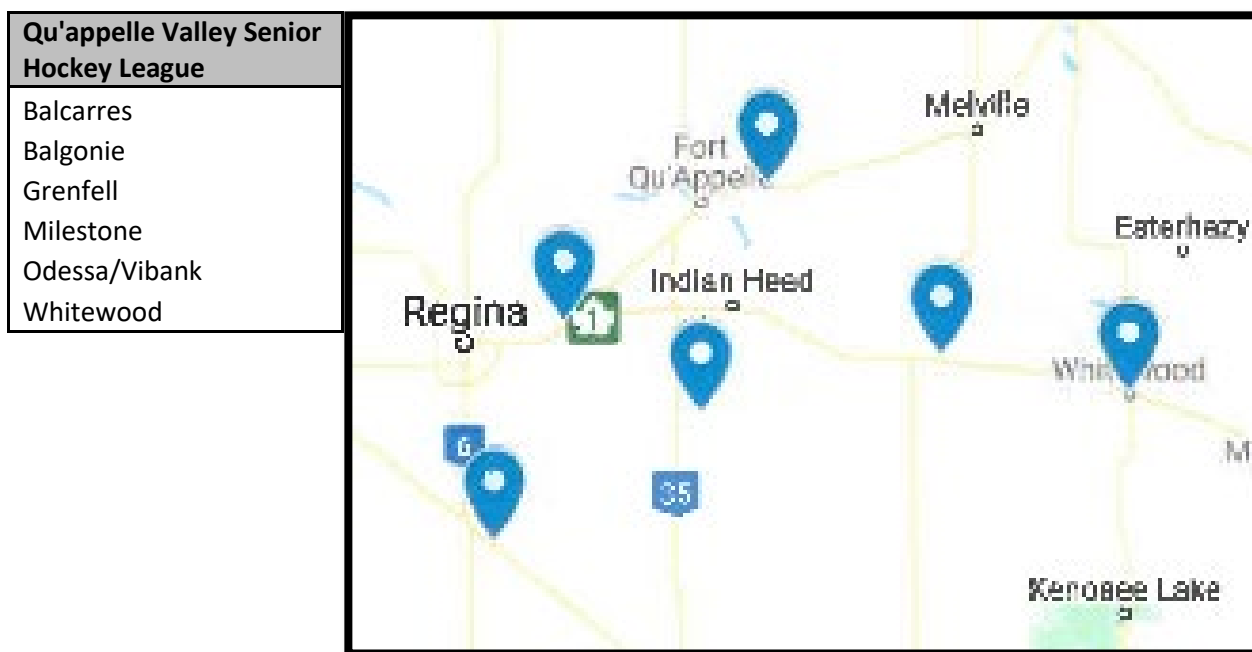 Qu'appelle Valley Senior
Hockey League
Balcarres
Balgonie
Grenfell
Milestone
Odessa/Vibank
Whitewood
Melville
Fort
Qu'Appelle
Esterhazy
Indian Head
Regina
1
Whitewood
6
M
35
Kenosee Lake